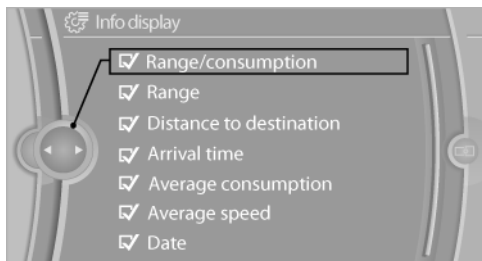 Info display
Range/consumption
Range
Distance to destination
Arrival time
Average consumption
Average speed
Date